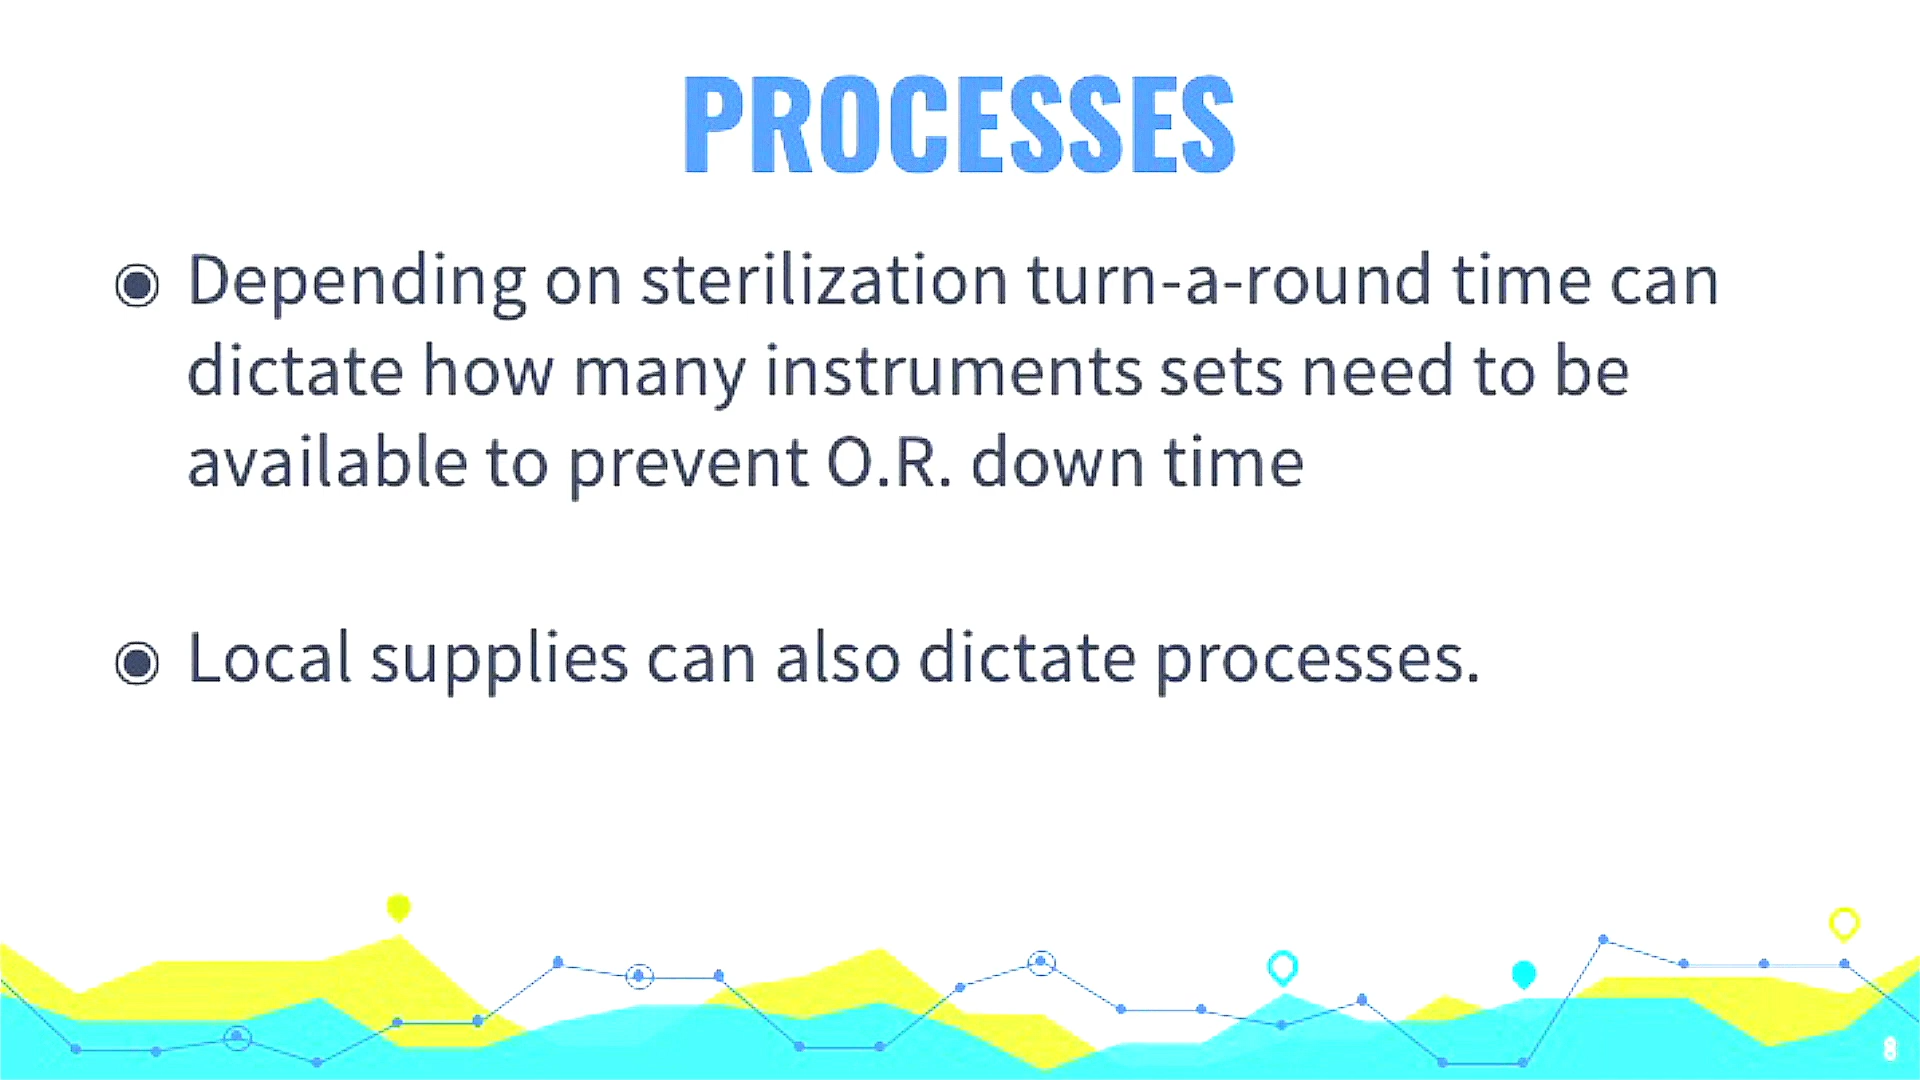 PROCESSES
◉ Depending on sterilization turn-a-round time can
dictate how many instruments sets need to be
available to prevent O.R. down time
◉ Local supplies can also dictate processes.
8